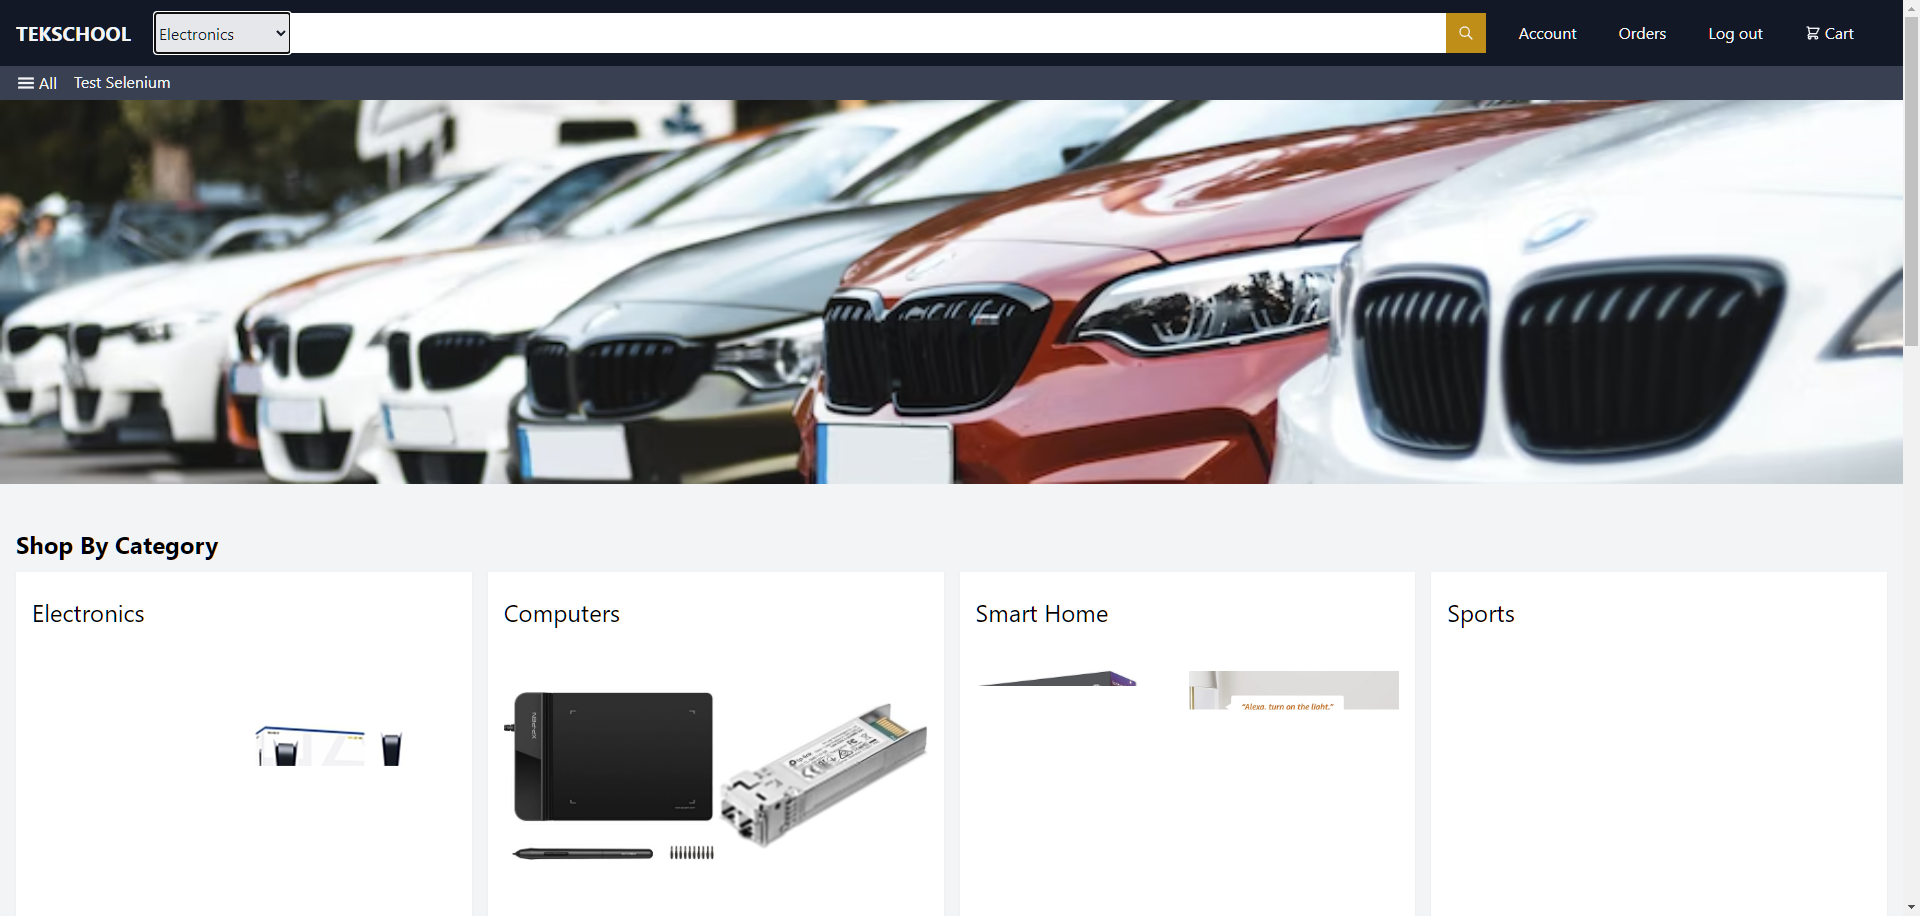 TEKSCHOOL
Electronics
Account
Orders
Log out
Cart
All
Test Selenium
Shop By Category
Electronics
Computers
Smart Home
Sports
"Alexa, turn on the light."